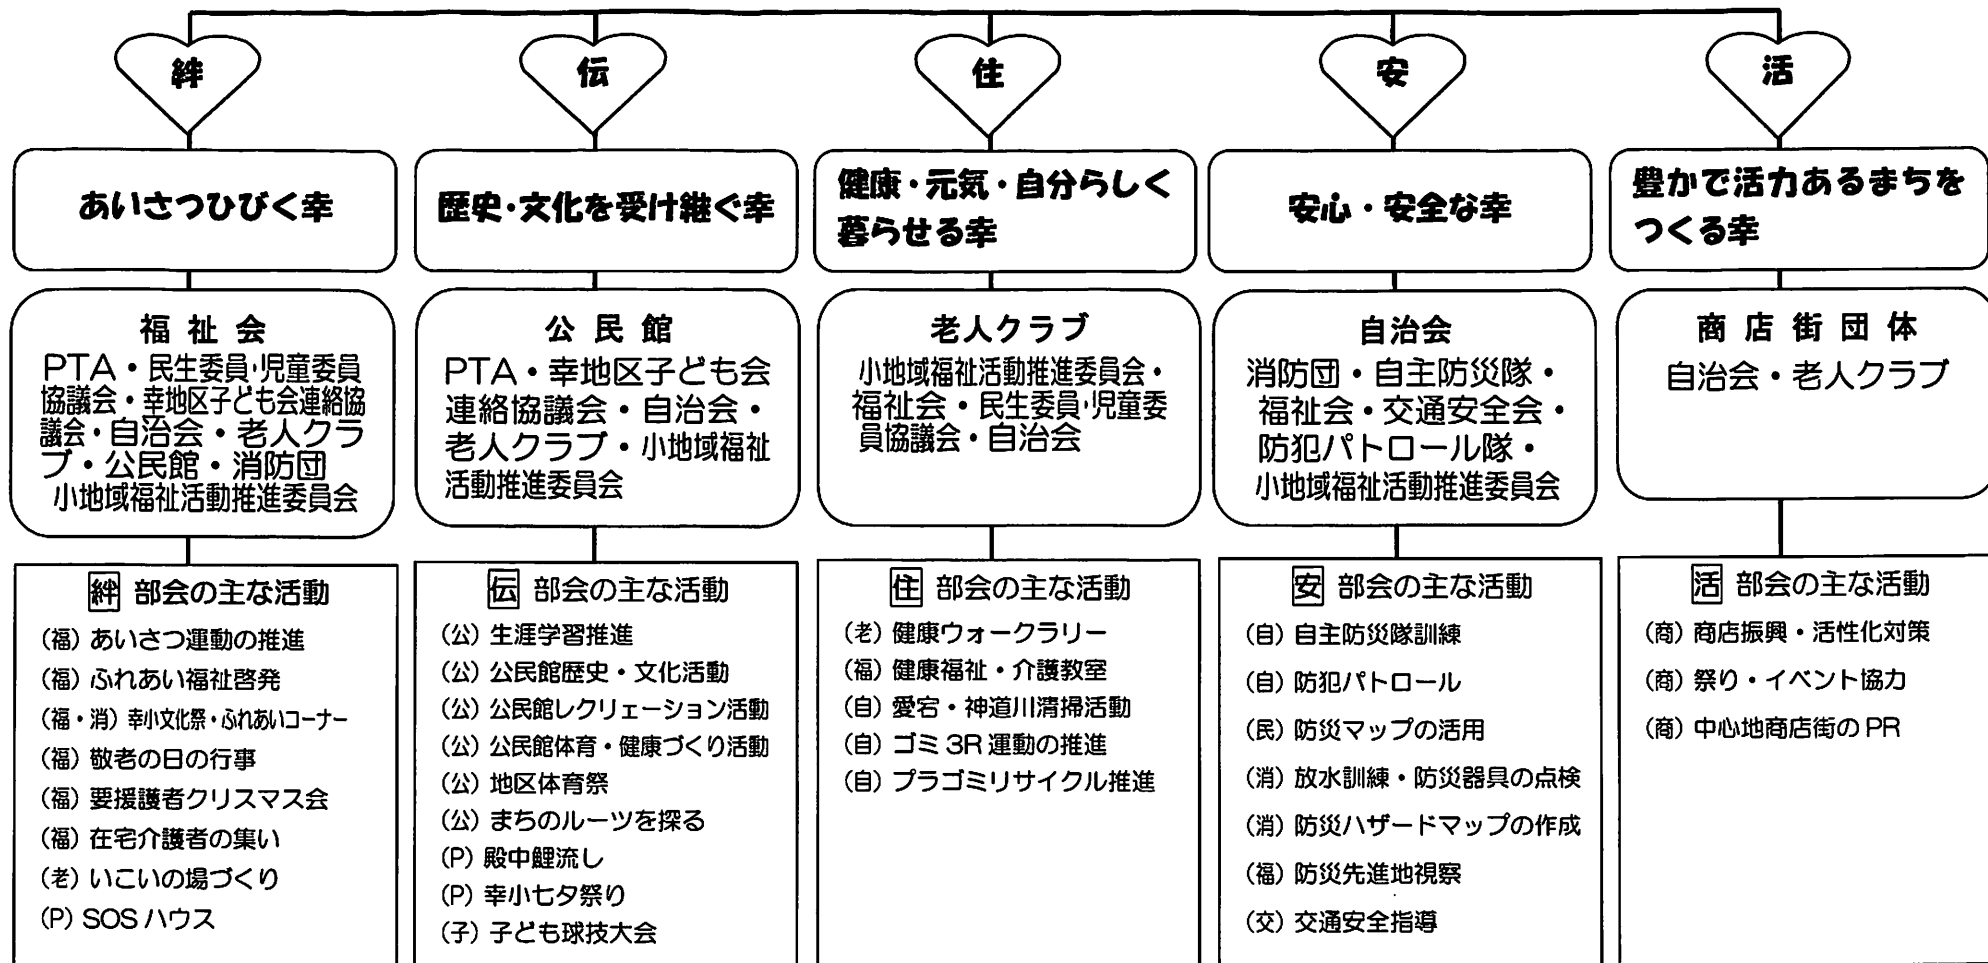 絆
あいさつひびく幸
福祉会
PTA・民生委員・児童委員
協議会・幸地区子ども会連絡協
議会・自治会・老人クラ
ブ・公民館・消防団
小地域福祉活動推進委員会
絆 部会の主な活動
(福) あいさつ運動の推進
(福) ふれあい福祉啓発
(福・消) 幸小文化祭・ふれあいコーナー
(福) 敬老の日の行事
(福) 要援護者クリスマス会
(福) 在宅介護者の集い
(老) いこいの場づくり
(P) SOSハウス
伝
歴史・文化を受け継ぐ幸
公民館
PTA・幸地区子ども会
連絡協議会・自治会・
老人クラブ・小地域福祉
活動推進委員会
伝 部会の主な活動
(公) 生涯学習推進
(公) 公民館歴史・文化活動
(公) 公民館レクリェーション活動
(公) 公民館体育・健康づくり活動
(公) 地区体育祭
(公) まちのルーツを探る
(P) 殿中鯉流し
(P) 幸小七夕祭り
(子) 子ども球技大会
住
健康・元気・自分らしく
暮らせる幸
老人クラブ
小地域福祉活動推進委員会・
福祉会・民生委員・児童委
員協議会・自治会
住 部会の主な活動
(老) 健康ウォークラリー
(福) 健康福祉・介護教室
(自) 愛宕・神道川清掃活動
(自) ゴミ3R運動の推進
(自) プラゴミリサイクル推進
安
安心・安全な幸
自治会
消防団・自主防災隊・
福祉会・交通安全会・
防犯パトロール隊・
小地域福祉活動推進委員会
安 部会の主な活動
(自) 自主防災隊訓練
(自) 防犯パトロール
(民) 防災マップの活用
(消) 放水訓練・防災器具の点検
(消) 防災ハザードマップの作成
(福) 防災先進地視察
(交) 交通安全指導
活
豊かで活力あるまちを
つくる幸
商店街団体
自治会・老人クラブ
活 部会の主な活動
(商) 商店振興・活性化対策
(商) 祭り・イベント協力
(商) 中心地商店街のPR